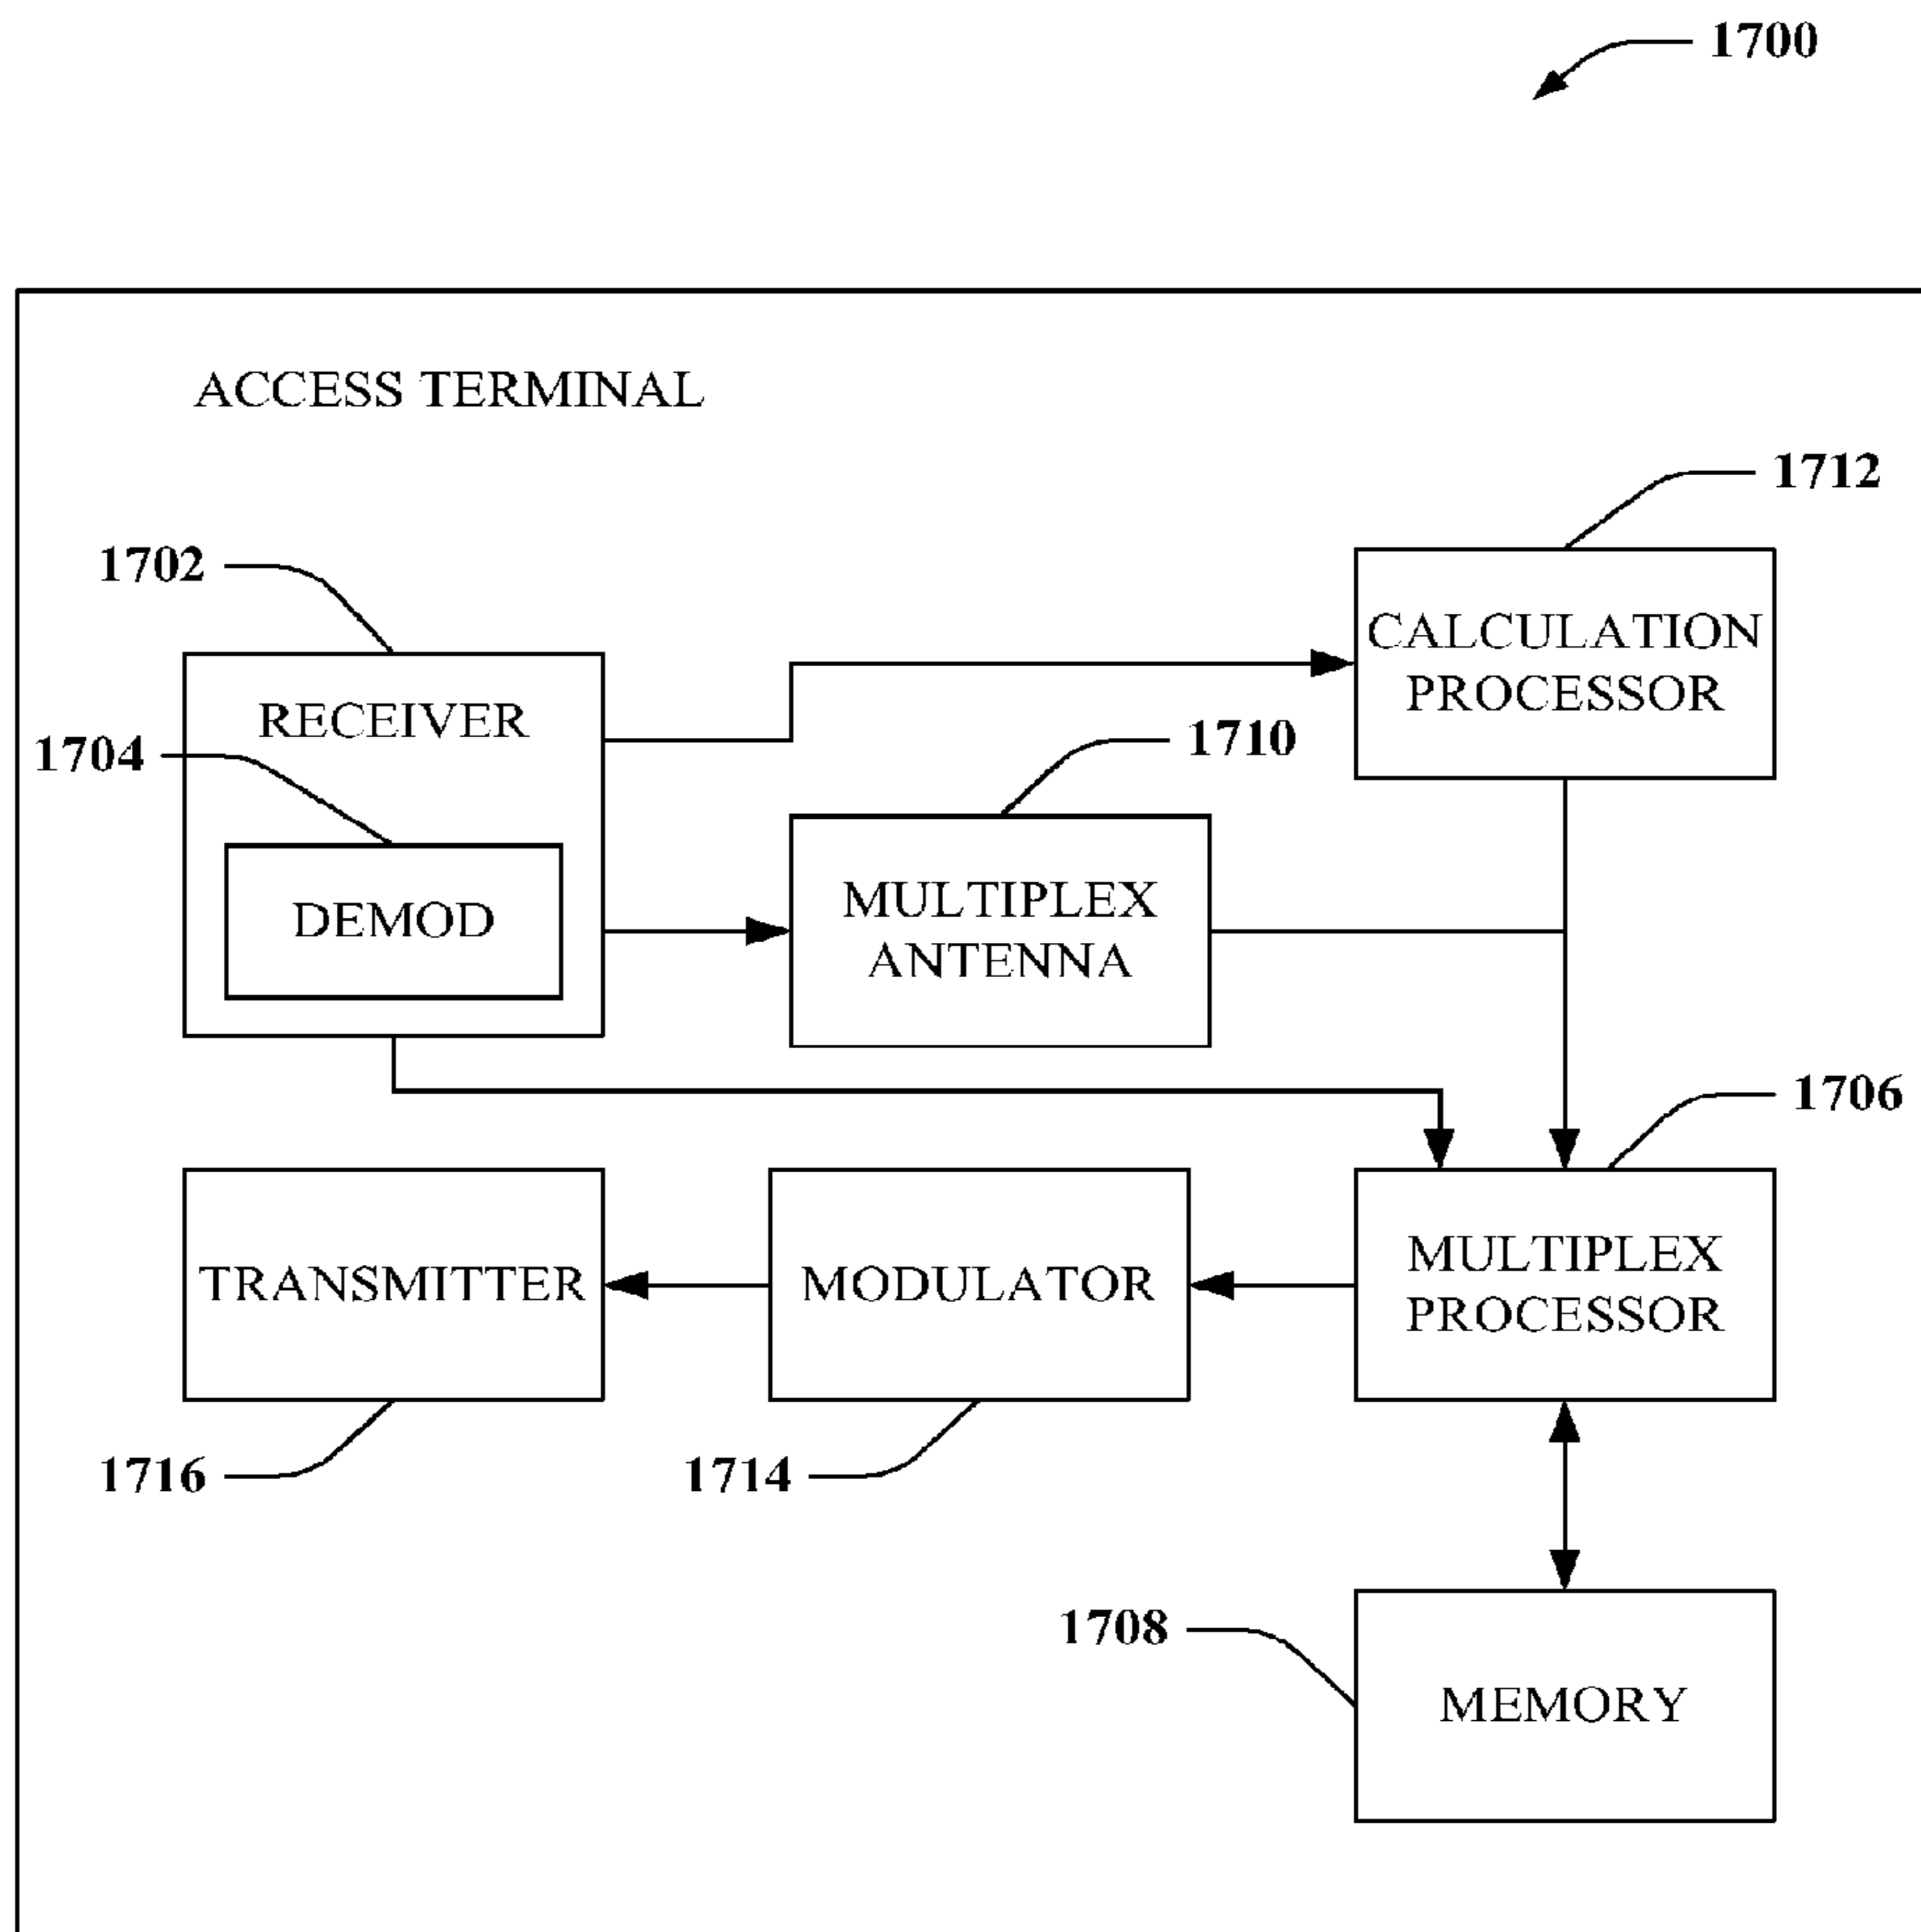 1700
ACCESS TERMINAL
1712
1702
CALCULATION
PROCESSOR
RECEIVER
1704
1710
DEMOD
MULTIPLEX
ANTENNA
1706
TRANSMITTER
MODULATOR
MULTIPLEX
PROCESSOR
1716
1714
1708
MEMORY